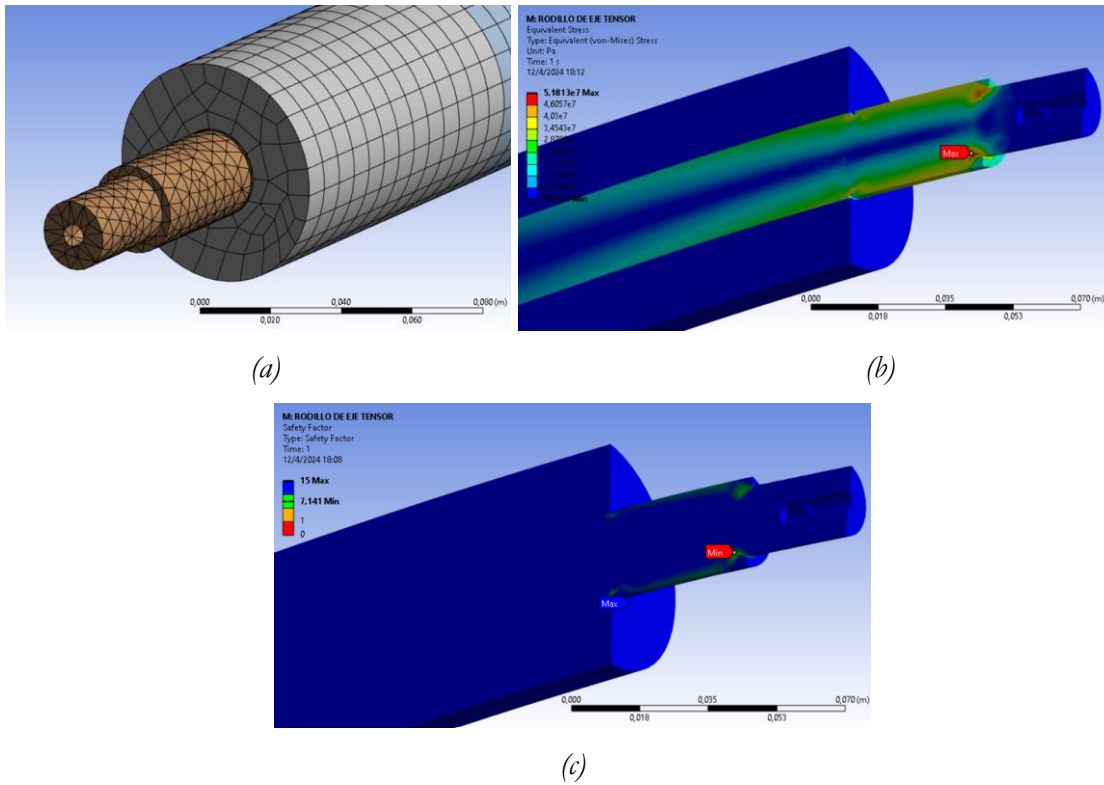 0,000
0,040
0,080 (m)
0,020
0,060
(a)
M: RODILLO DE EJE TENSOR
Equivalent Stress
Type: Equivalent (von-Mises) Stress
Unit: Pa
Time: 1 s
12/4/2024 18:12
5,1813e7 Max
4,6057e7
4,03e7
3,4543e7
Min
Max
0,000
0,035
0,070 (m)
0,018
0,053
(b)
M: RODILLO DE EJE TENSOR
Safety Factor
Type: Safety Factor
Time: 1
12/4/2024 18:08
15 Max
7,141 Min
1
0
Min
Max
0,000
0,035
0,070 (m)
0,018
0,053
(c)